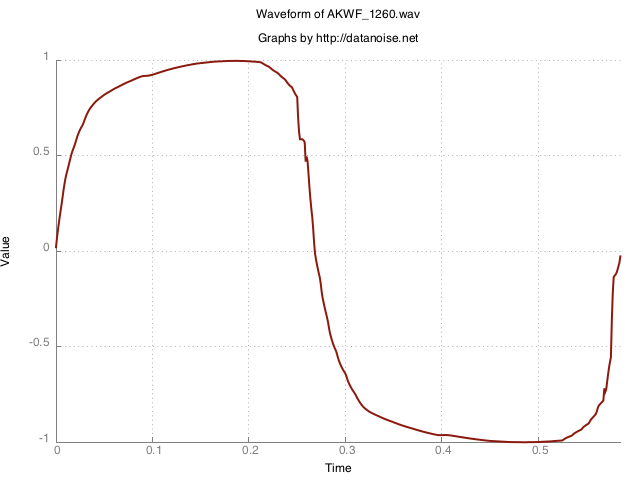 Waveform of AKWF_1260.wav
Graphs by http://datanoise.net
1
0.5
0
-0.5
-1
Value
0 0.1 0.2 0.3 0.4 0.5
Time